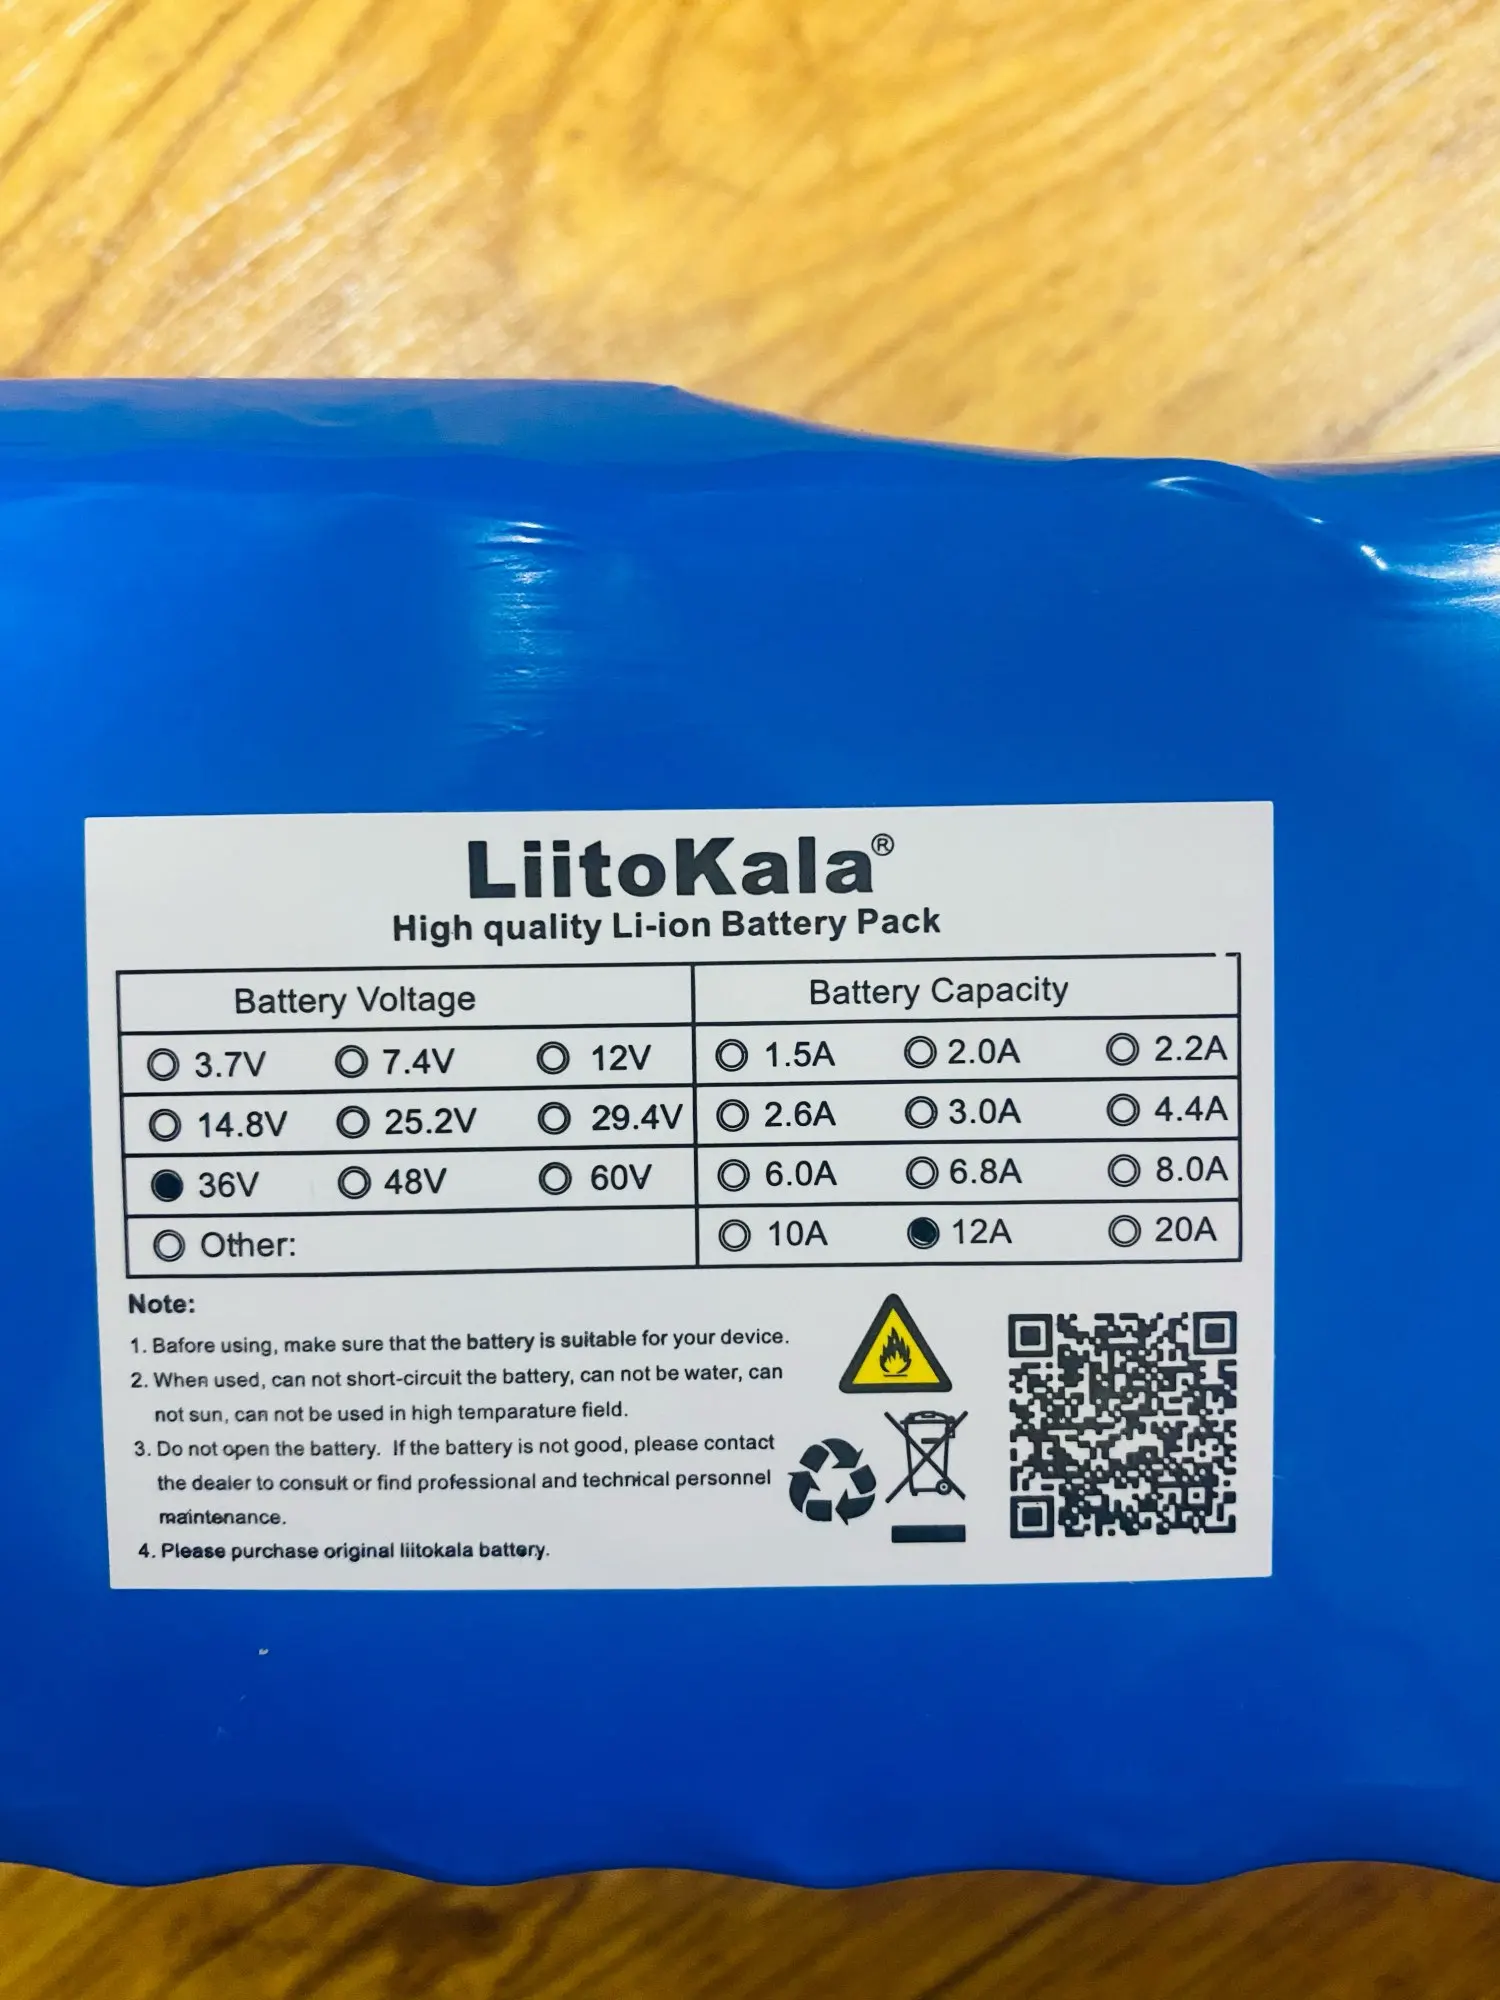 LiitoKala®
High quality Li-ion Battery Pack
Battery Voltage Battery Capacity
3.7V 7.4V 12V 1.5A 2.0A 2.2A
14.8V 25.2V 29.4V 2.6A 3.0A 4.4A
36V 48V 60V 6.0A 6.8A 8.0A
Other: 10A 12A 20A
Note:
1. Bafore using, make sure that the battery is suitable for your device.
2. When used, can not short-circuit the battery, can not be water, can
not sun, can not be used in high temparature field.
3. Do not open the battery. If the battery is not good, please contact
the dealer to consult or find professional and technical personnel
maintenance.
4. Please purchase original liitokala battery.